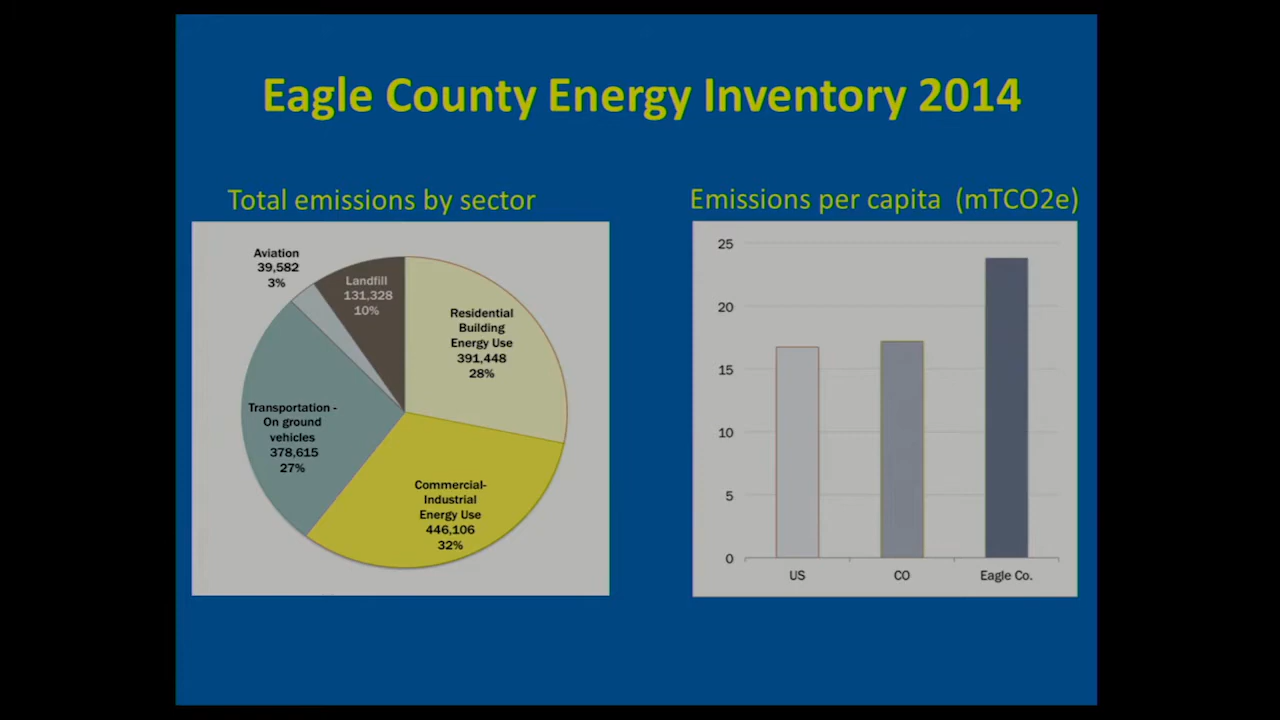 Eagle County Energy Inventory 2014
Total emissions by sector
Aviation
39,582
3%
Landfill
131,328
10%
Residential
Building
Energy Use
391,448
28%
Transportation -
On ground
vehicles
378,615
27%
Commercial-
Industrial
Energy Use
446,106
32%
Emissions per capita (mTCO2e)
25
20
15
10
5
0
US
CO
Eagle Co.